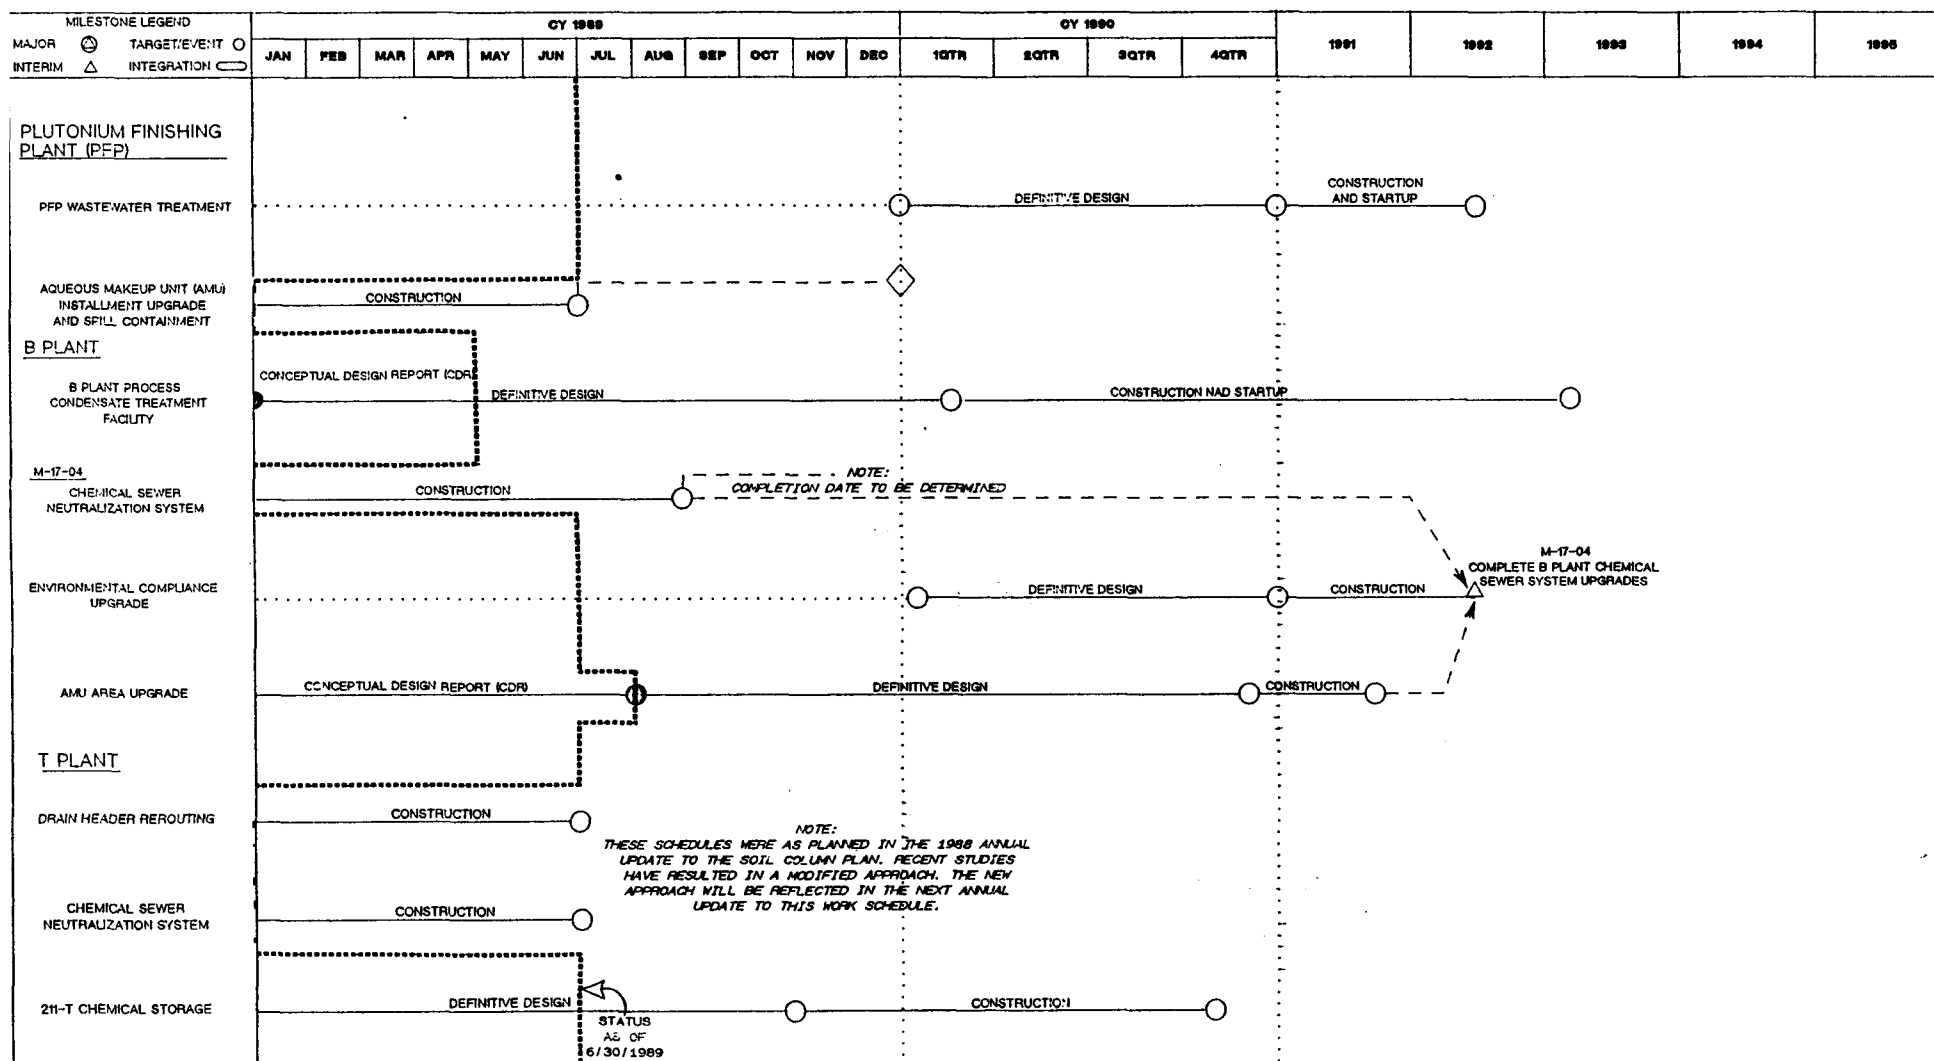 MILESTONE LEGEND
MAJOR TARGET/EVENT
INTERIM INTEGRATION
CY 1989 CY 1990 1991 1992 1993 1994 1995
JAN FEB MAR APR MAY JUN JUL AUG SEP OCT NOV DEC 1QTR 2QTR 3QTR 4QTR
PLUTONIUM FINISHING
PLANT (PFP)
PFP WASTEWATER TREATMENT
DEFINITIVE DESIGN
CONSTRUCTION
AND STARTUP
AQUEOUS MAKEUP UNIT (AMU)
INSTALLMENT UPGRADE
AND SPILL CONTAINMENT
CONSTRUCTION
B PLANT
B PLANT PROCESS
CONDENSATE TREATMENT
FACILITY
CONCEPTUAL DESIGN REPORT (CDR)
DEFINITIVE DESIGN
CONSTRUCTION NAD STARTUP
M-17-04
CHEMICAL SEWER
NEUTRALIZATION SYSTEM
CONSTRUCTION
NOTE:
COMPLETION DATE TO BE DETERMINED
ENVIRONMENTAL COMPLIANCE
UPGRADE
DEFINITIVE DESIGN
CONSTRUCTION
M-17-04
COMPLETE B PLANT CHEMICAL
SEWER SYSTEM UPGRADES
AMU AREA UPGRADE
CONCEPTUAL DESIGN REPORT (CDR)
DEFINITIVE DESIGN
CONSTRUCTION
T PLANT
DRAIN HEADER REROUTING
CONSTRUCTION
NOTE:
THESE SCHEDULES WERE AS PLANNED IN THE 1988 ANNUAL
UPDATE TO THE SOIL COLUMN PLAN. RECENT STUDIES
HAVE RESULTED IN A MODIFIED APPROACH. THE NEW
APPROACH WILL BE REFLECTED IN THE NEXT ANNUAL
UPDATE TO THIS WORK SCHEDULE.
CHEMICAL SEWER
NEUTRALIZATION SYSTEM
CONSTRUCTION
211-T CHEMICAL STORAGE
DEFINITIVE DESIGN
CONSTRUCTION
STATUS
AS OF
6/30/1989